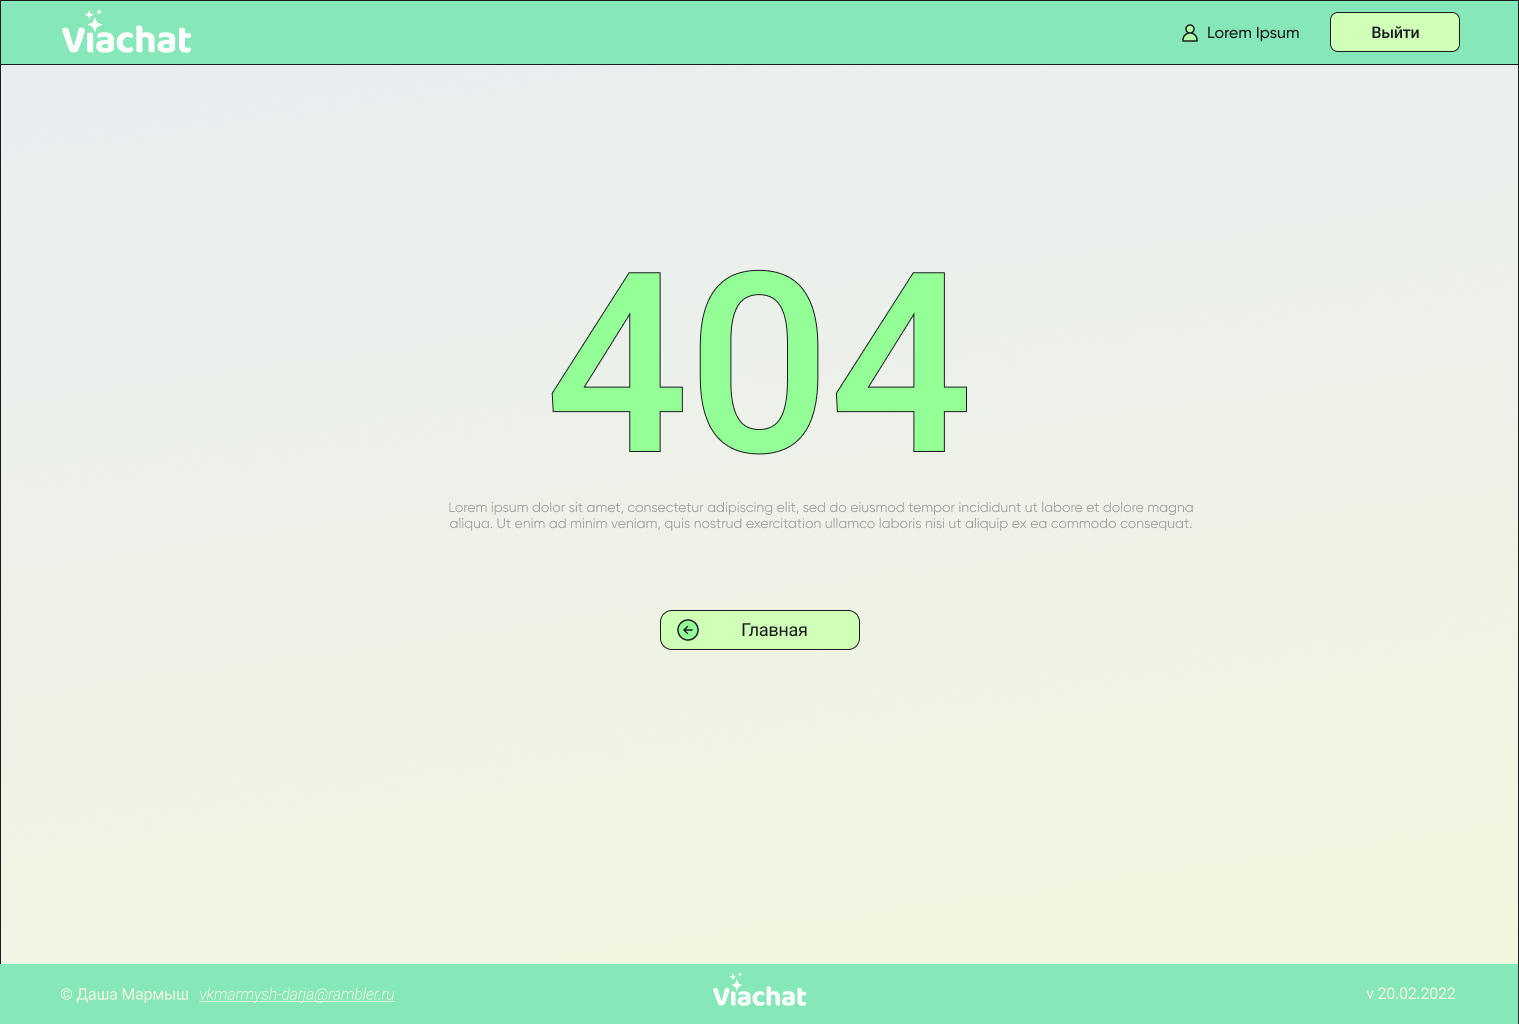 Viachat
Lorem Ipsum
Выйти
404
Lorem ipsum dolor sit amet, consectetur adipiscing elit, sed do eiusmod tempor incididunt ut labore et dolore magna
aliqua. Ut enim ad minim veniam, quis nostrud exercitation ullamco laboris nisi ut aliquip ex ea commodo consequat.
Главная
© Даша Мармыш vkmarmysh-darja@rambler.ru
Viachat
v 20.02.2022